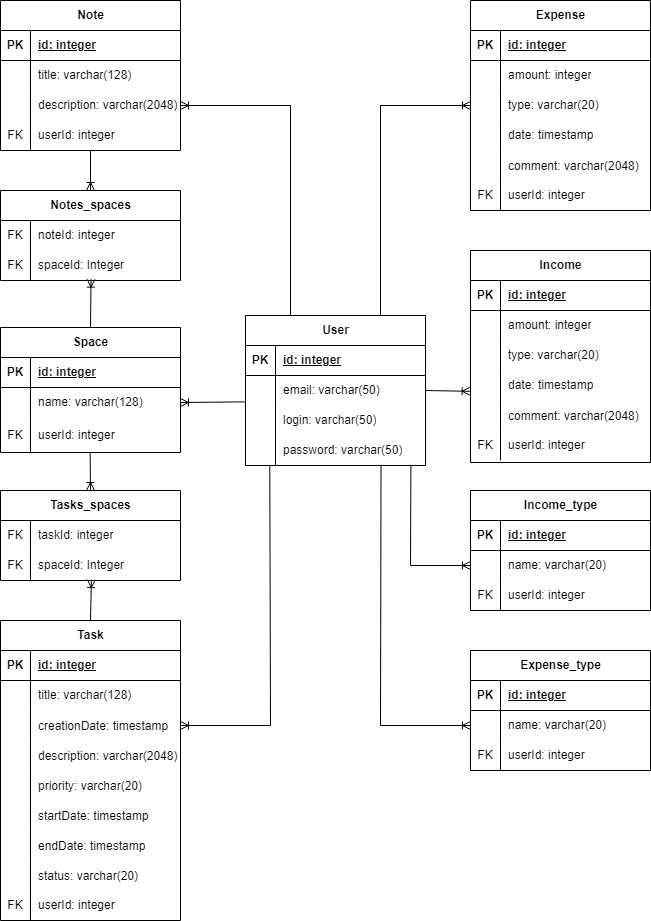 Note
PK id: integer
title: varchar(128)
description: varchar(2048)
FK userId: integer
Notes_spaces
FK noteId: integer
FK spaceId: Integer
Space
PK id: integer
name: varchar(128)
FK userId: integer
Tasks_spaces
FK taskId: integer
FK spaceId: Integer
Task
PK id: integer
title: varchar(128)
creationDate: timestamp
description: varchar(2048)
priority: varchar(20)
startDate: timestamp
endDate: timestamp
status: varchar(20)
FK userId: integer
User
PK id: integer
email: varchar(50)
login: varchar(50)
password: varchar(50)
Expense
PK id: integer
amount: integer
type: varchar(20)
date: timestamp
comment: varchar(2048)
FK userId: integer
Income
PK id: integer
amount: integer
type: varchar(20)
date: timestamp
comment: varchar(2048)
FK userId: integer
Income_type
PK id: integer
name: varchar(20)
FK userId: integer
Expense_type
PK id: integer
name: varchar(20)
FK userId: integer